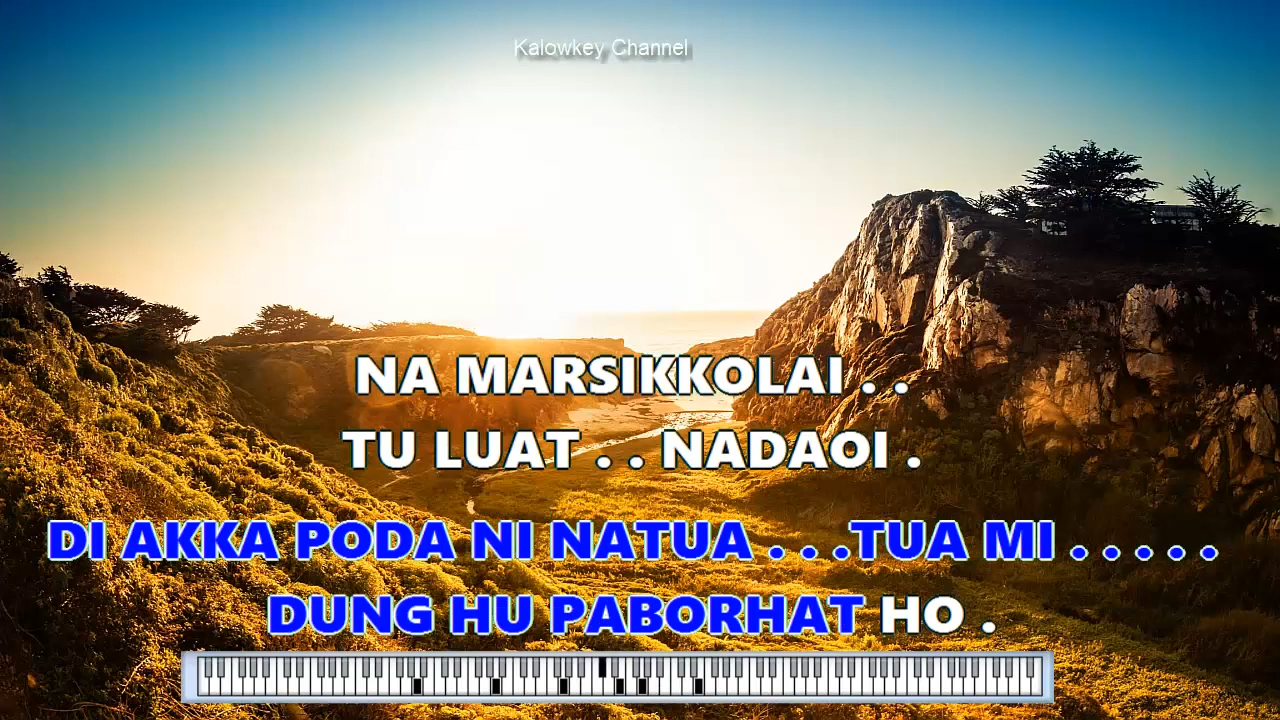 Kalowkey Channel
NA MARSIKKOLAI . .
TU LUAT . . NADAOI .
DI AKKA PODA NI NATUA . . .TUA MI . . . . .
DUNG HU PABORHAT HO .